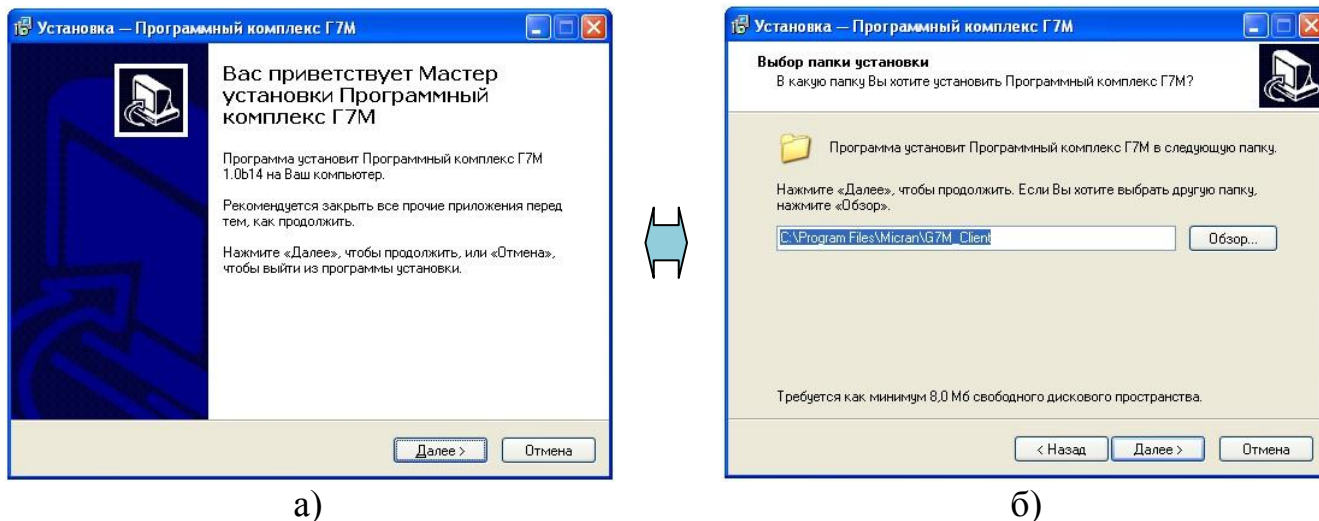 Установка — Программный комплекс Г7М
Вас приветствует Мастер
установки Программный
комплекс Г7М
Программа установит Программный комплекс Г7М
1.0b14 на Ваш компьютер.
Рекомендуется закрыть все прочие приложения перед
тем, как продолжить.
Нажмите «Далее», чтобы продолжить, или «Отмена»,
чтобы выйти из программы установки.
Далее >
Отмена
а)
Установка — Программный комплекс Г7М
Выбор папки установки
В какую папку Вы хотите установить Программный комплекс Г7М?
Программа установит Программный комплекс Г7М в следующую папку.
Нажмите «Далее», чтобы продолжить. Если Вы хотите выбрать другую папку,
нажмите «Обзор».
C:\Program Files\Micran\G7M_Client
Обзор...
Требуется как минимум 8,0 Мб свободного дискового пространства.
< Назад
Далее >
Отмена
б)